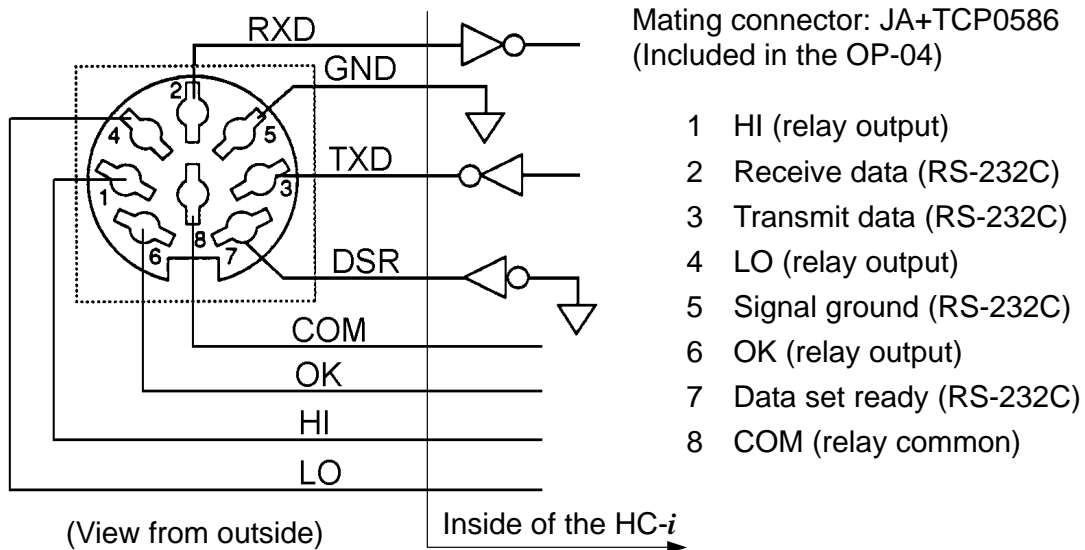 RXD
GND
TXD
DSR
COM
OK
HI
LO
2
4
5
1
3
8
6
7
(View from outside)
Inside of the HC-i
Mating connector: JA+TCP0586
(Included in the OP-04)
1 HI (relay output)
2 Receive data (RS-232C)
3 Transmit data (RS-232C)
4 LO (relay output)
5 Signal ground (RS-232C)
6 OK (relay output)
7 Data set ready (RS-232C)
8 COM (relay common)